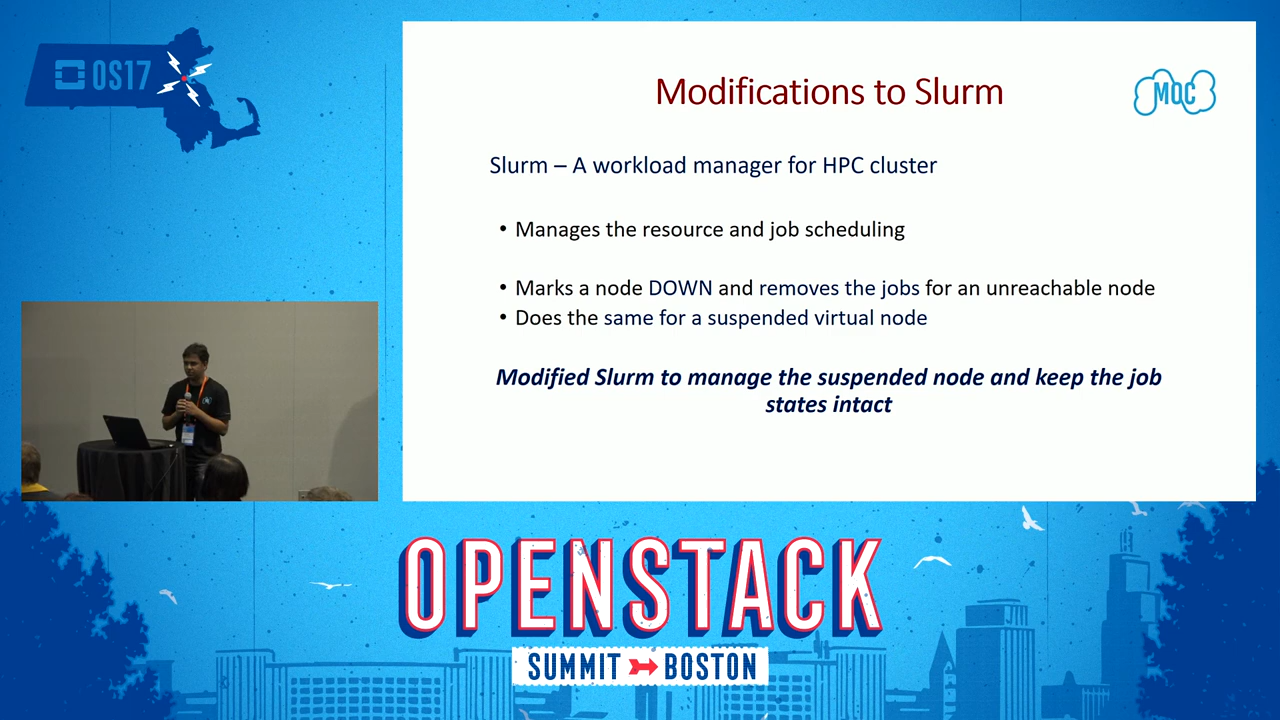 OS17
Modifications to Slurm
MOC
Slurm – A workload manager for HPC cluster
• Manages the resource and job scheduling
• Marks a node DOWN and removes the jobs for an unreachable node
• Does the same for a suspended virtual node
Modified Slurm to manage the suspended node and keep the job
states intact
OPENSTACK
SUMMIT BOSTON